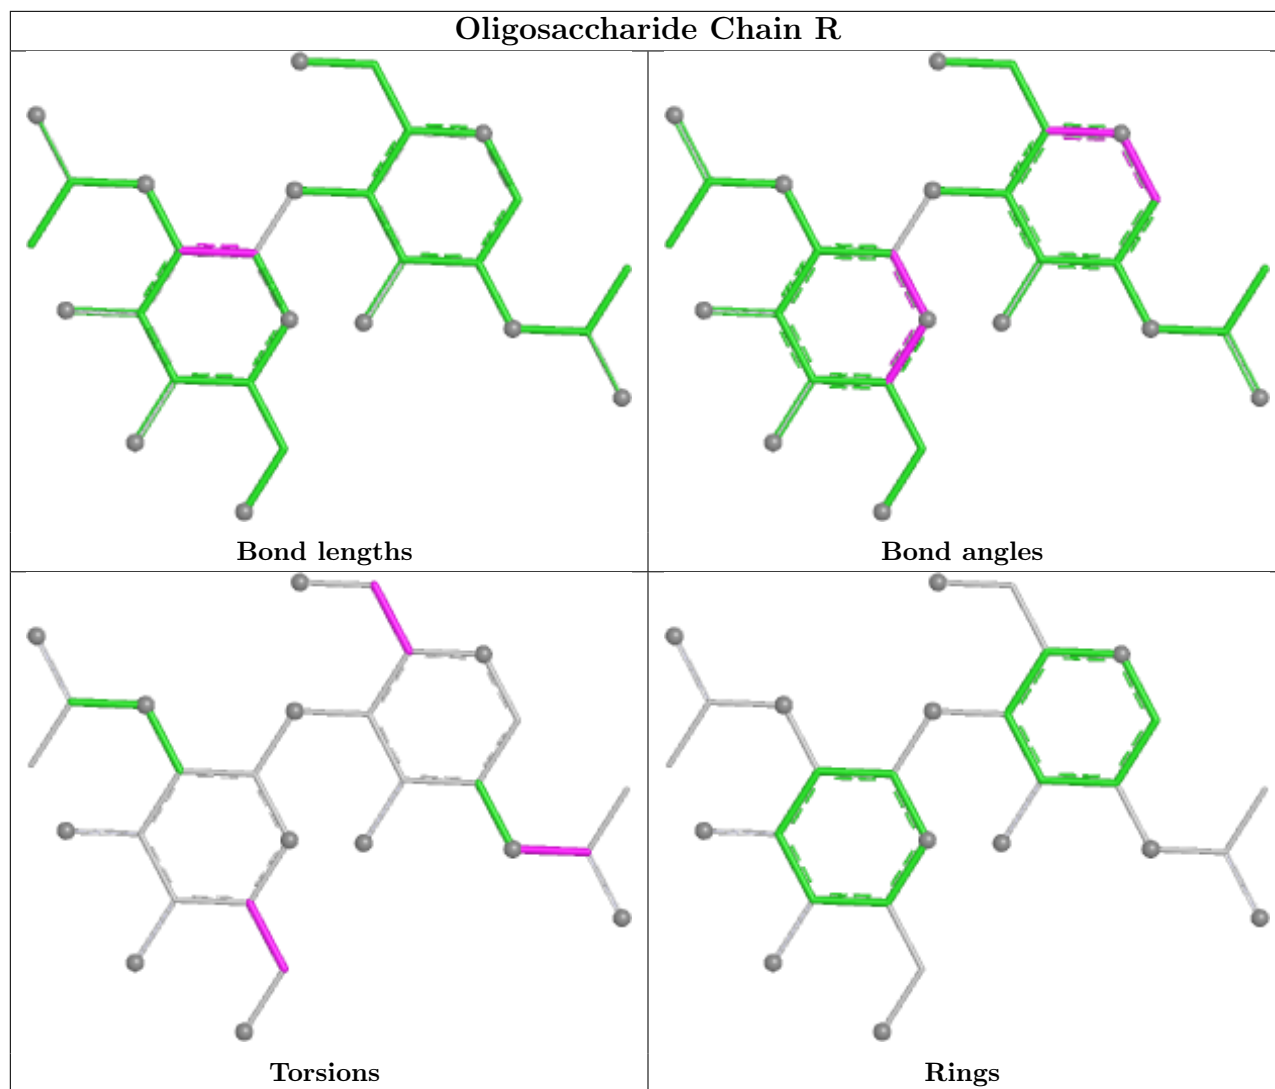 Oligosaccharide Chain R
Bond lengths
Bond angles
Torsions
Rings